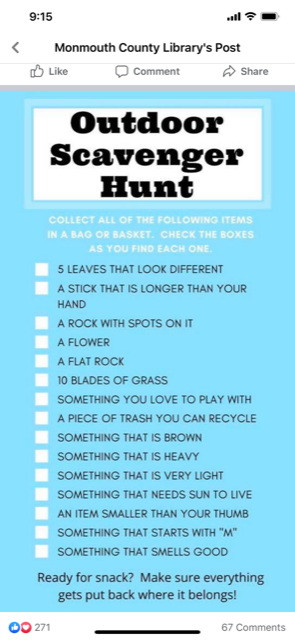 9:15
Monmouth County Library's Post
Like
Comment
Share
Outdoor
Scavenger
Hunt
COLLECT ALL OF THE FOLLOWING ITEMS
IN A BAG OR BASKET. CHECK THE BOXES
AS YOU FIND EACH ONE.
5 LEAVES THAT LOOK DIFFERENT
A STICK THAT IS LONGER THAN YOUR
HAND
A ROCK WITH SPOTS ON IT
A FLOWER
A FLAT ROCK
10 BLADES OF GRASS
SOMETHING YOU LOVE TO PLAY WITH
A PIECE OF TRASH YOU CAN RECYCLE
SOMETHING THAT IS BROWN
SOMETHING THAT IS HEAVY
SOMETHING THAT IS VERY LIGHT
SOMETHING THAT NEEDS SUN TO LIVE
AN ITEM SMALLER THAN YOUR THUMB
SOMETHING THAT STARTS WITH "M"
SOMETHING THAT SMELLS GOOD
Ready for snack? Make sure everything
gets put back where it belongs!
271
67 Comments